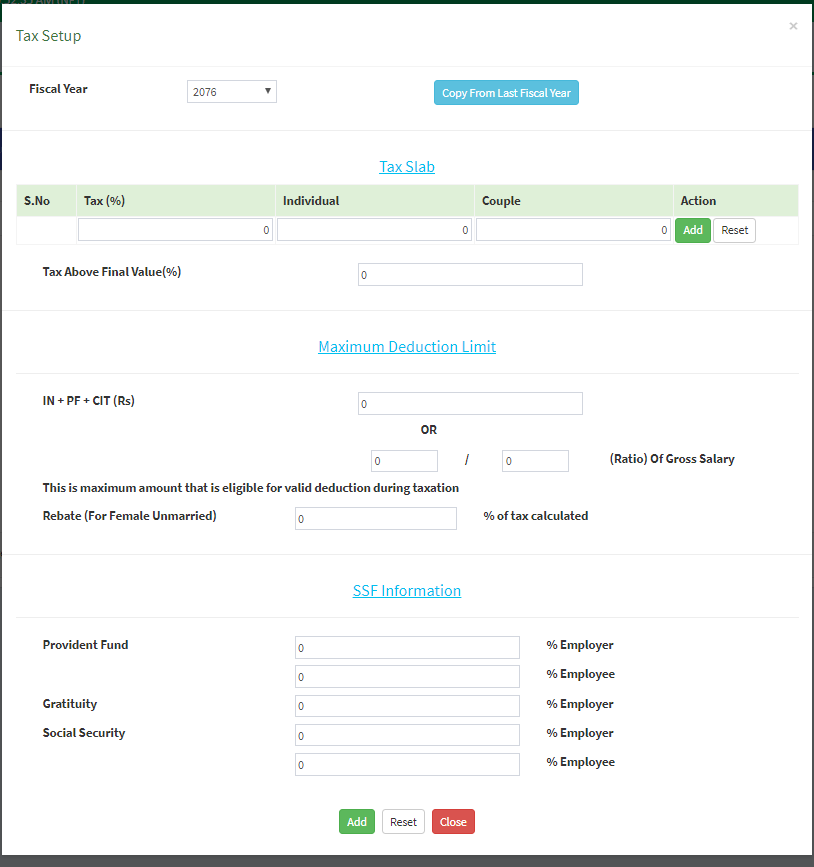 Tax Setup ×
Fiscal Year 2076 Copy From Last Fiscal Year
Tax Slab
S.No Tax (%) Individual Couple Action
0 0 0 Add Reset
Tax Above Final Value(%) 0
Maximum Deduction Limit
IN + PF + CIT (Rs) 0
OR
0 / 0 (Ratio) Of Gross Salary
This is maximum amount that is eligible for valid deduction during taxation
Rebate (For Female Unmarried) 0 % of tax calculated
SSF Information
Provident Fund 0 % Employer
0 % Employee
Gratituity 0 % Employer
Social Security 0 % Employer
0 % Employee
Add Reset Close